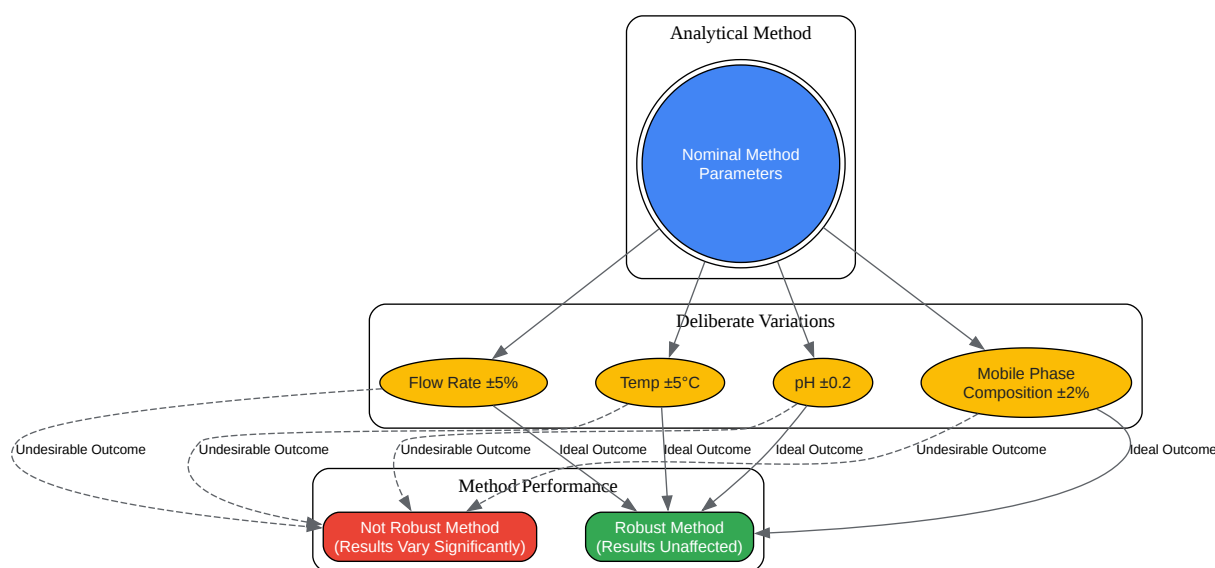 Analytical Method
Nominal Method
Parameters
Deliberate Variations
Flow Rate ±5%
Temp ±5°C
pH ±0.2
Mobile Phase
Composition ±2%
Undesirable Outcome
Undesirable Outcome
Undesirable Outcome
Ideal Outcome
Ideal Outcome
Ideal Outcome
Undesirable Outcome
Ideal Outcome
Method Performance
Not Robust Method
(Results Vary Significantly)
Robust Method
(Results Unaffected)